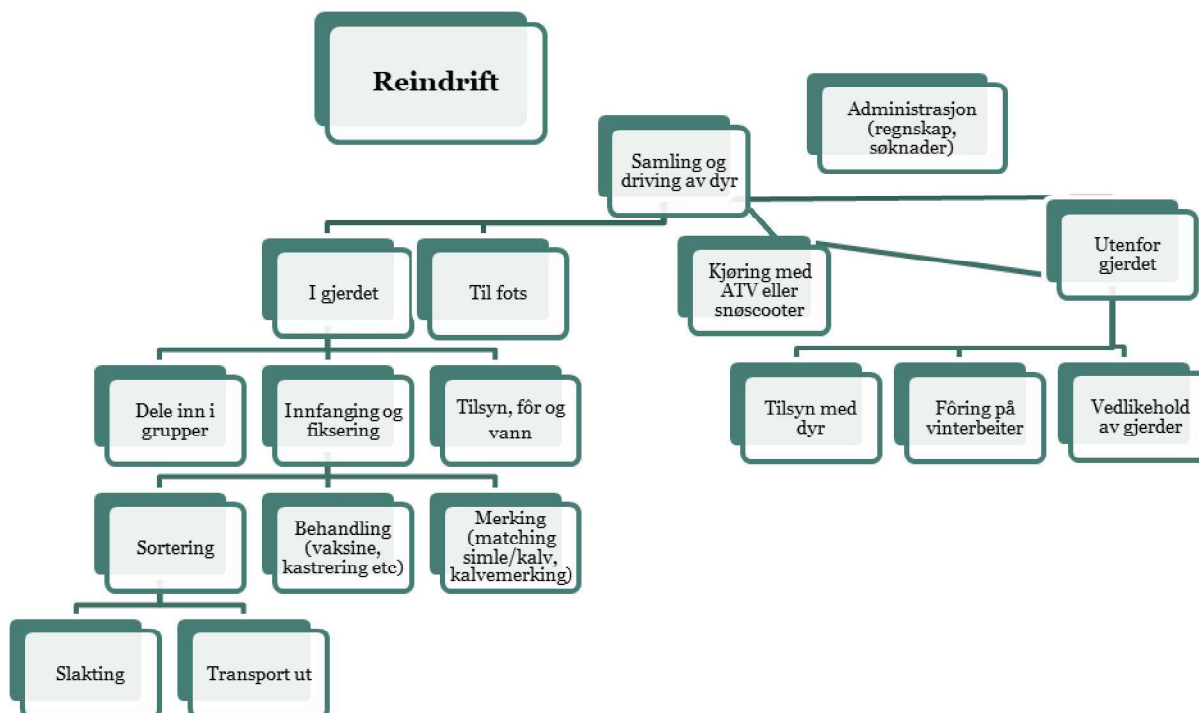 Reindrift
Administrasjon
(regnskap,
søknader)
Samling og
driving av dyr
Utenfor
gjerdet
I gjerdet
Til fots
Kjøring med
ATV eller
snøscooter
Dele inn i
grupper
Innfanging og
fiksering
Tilsyn, fôr og
vann
Tilsyn med
dyr
Fôring på
vinterbeiter
Vedlikehold
av gjerder
Sortering
Behandling
(vaksine,
kastrering etc)
Merking
(matching
simle/kalv,
kalvemerking)
Slakting
Transport ut